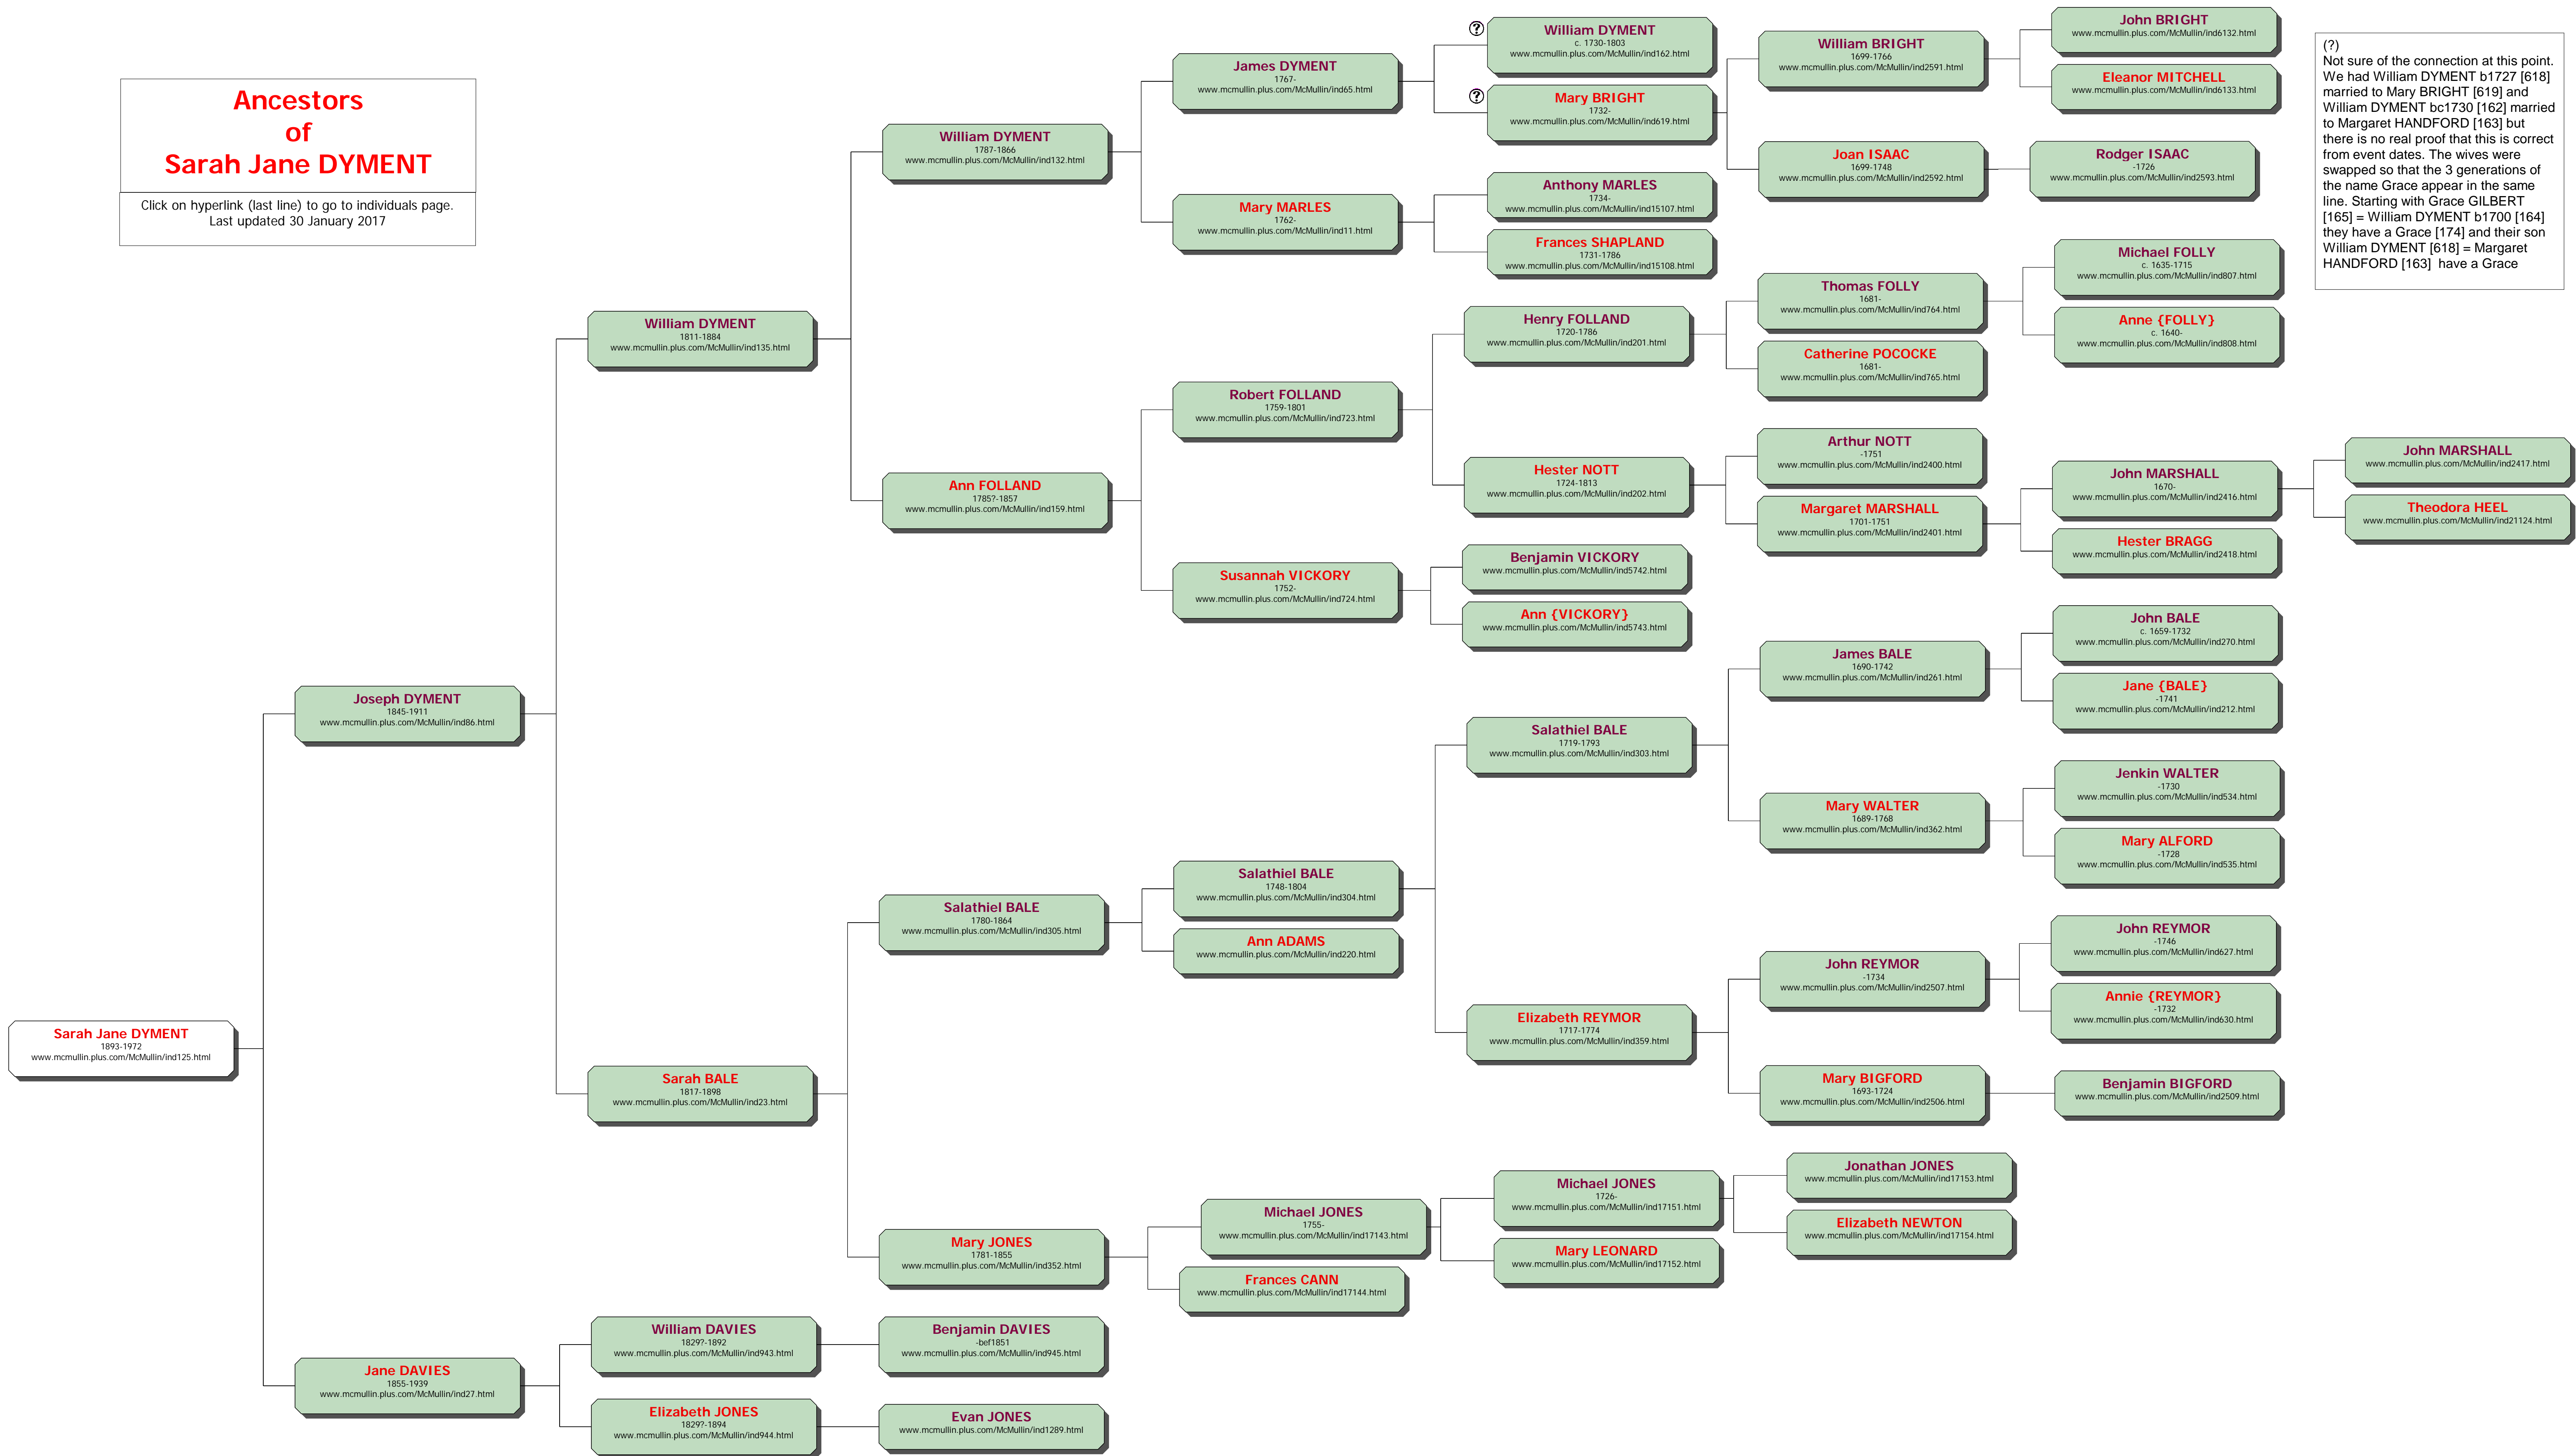 Ancestors
of
Sarah Jane DYMENT
Click on hyperlink (last line) to go to individuals page.
Last updated 30 January 2017
Sarah Jane DYMENT
1893-1972
www.mcmullin.plus.com/McMullin/ind125.html
Joseph DYMENT
1845-1911
www.mcmullin.plus.com/McMullin/ind86.html
Jane DAVIES
1855-1939
www.mcmullin.plus.com/McMullin/ind27.html
William DYMENT
1811-1884
www.mcmullin.plus.com/McMullin/ind135.html
Sarah BALE
1817-1898
www.mcmullin.plus.com/McMullin/ind23.html
William DAVIES
1829?-1892
www.mcmullin.plus.com/McMullin/ind943.html
Elizabeth JONES
1829?-1894
www.mcmullin.plus.com/McMullin/ind944.html
William DYMENT
1787-1866
www.mcmullin.plus.com/McMullin/ind132.html
Ann FOLLAND
1785?-1857
www.mcmullin.plus.com/McMullin/ind159.html
Salathiel BALE
1780-1864
www.mcmullin.plus.com/McMullin/ind305.html
Mary JONES
1781-1855
www.mcmullin.plus.com/McMullin/ind352.html
Benjamin DAVIES
-bef1851
www.mcmullin.plus.com/McMullin/ind945.html
Evan JONES
www.mcmullin.plus.com/McMullin/ind1289.html
James DYMENT
1767-
www.mcmullin.plus.com/McMullin/ind65.html
Mary MARLES
1762-
www.mcmullin.plus.com/McMullin/ind11.html
Robert FOLLAND
1759-1801
www.mcmullin.plus.com/McMullin/ind723.html
Susannah VICKORY
1752-
www.mcmullin.plus.com/McMullin/ind724.html
Salathiel BALE
1748-1804
www.mcmullin.plus.com/McMullin/ind304.html
Ann ADAMS
www.mcmullin.plus.com/McMullin/ind220.html
Michael JONES
1755-
www.mcmullin.plus.com/McMullin/ind17143.html
Frances CANN
www.mcmullin.plus.com/McMullin/ind17144.html
?
William DYMENT
c. 1730-1803
www.mcmullin.plus.com/McMullin/ind162.html
?
Mary BRIGHT
1732-
www.mcmullin.plus.com/McMullin/ind619.html
Anthony MARLES
1734-
www.mcmullin.plus.com/McMullin/ind15107.html
Frances SHAPLAND
1731-1786
www.mcmullin.plus.com/McMullin/ind15108.html
Henry FOLLAND
1720-1786
www.mcmullin.plus.com/McMullin/ind201.html
Hester NOTT
1724-1813
www.mcmullin.plus.com/McMullin/ind202.html
Benjamin VICKORY
www.mcmullin.plus.com/McMullin/ind5742.html
Ann {VICKORY}
www.mcmullin.plus.com/McMullin/ind5743.html
Salathiel BALE
1719-1793
www.mcmullin.plus.com/McMullin/ind303.html
Elizabeth REYMOR
1717-1774
www.mcmullin.plus.com/McMullin/ind359.html
Michael JONES
1726-
www.mcmullin.plus.com/McMullin/ind17151.html
Mary LEONARD
www.mcmullin.plus.com/McMullin/ind17152.html
William BRIGHT
1699-1766
www.mcmullin.plus.com/McMullin/ind2591.html
Joan ISAAC
1699-1748
www.mcmullin.plus.com/McMullin/ind2592.html
Thomas FOLLY
1681-
www.mcmullin.plus.com/McMullin/ind764.html
Catherine POCOCKE
1681-
www.mcmullin.plus.com/McMullin/ind765.html
Arthur NOTT
-1751
www.mcmullin.plus.com/McMullin/ind2400.html
Margaret MARSHALL
1701-1751
www.mcmullin.plus.com/McMullin/ind2401.html
James BALE
1690-1742
www.mcmullin.plus.com/McMullin/ind261.html
Mary WALTER
1689-1768
www.mcmullin.plus.com/McMullin/ind362.html
John REYMOR
-1734
www.mcmullin.plus.com/McMullin/ind2507.html
Mary BIGFORD
1693-1724
www.mcmullin.plus.com/McMullin/ind2506.html
Jonathan JONES
www.mcmullin.plus.com/McMullin/ind17153.html
Elizabeth NEWTON
www.mcmullin.plus.com/McMullin/ind17154.html
John BRIGHT
www.mcmullin.plus.com/McMullin/ind6132.html
Eleanor MITCHELL
www.mcmullin.plus.com/McMullin/ind6133.html
Rodger ISAAC
-1726
www.mcmullin.plus.com/McMullin/ind2593.html
Michael FOLLY
c. 1635-1715
www.mcmullin.plus.com/McMullin/ind807.html
Anne {FOLLY}
c. 1640-
www.mcmullin.plus.com/McMullin/ind808.html
John MARSHALL
1670-
www.mcmullin.plus.com/McMullin/ind2416.html
Hester BRAGG
www.mcmullin.plus.com/McMullin/ind2418.html
John BALE
c. 1659-1732
www.mcmullin.plus.com/McMullin/ind270.html
Jane {BALE}
-1741
www.mcmullin.plus.com/McMullin/ind212.html
Jenkin WALTER
-1730
www.mcmullin.plus.com/McMullin/ind534.html
Mary ALFORD
-1728
www.mcmullin.plus.com/McMullin/ind535.html
John REYMOR
-1746
www.mcmullin.plus.com/McMullin/ind627.html
Annie {REYMOR}
-1732
www.mcmullin.plus.com/McMullin/ind630.html
Benjamin BIGFORD
www.mcmullin.plus.com/McMullin/ind2509.html
John MARSHALL
www.mcmullin.plus.com/McMullin/ind2417.html
Theodora HEEL
www.mcmullin.plus.com/McMullin/ind21124.html
(?)
Not sure of the connection at this point.
We had William DYMENT b1727 [618]
married to Mary BRIGHT [619] and
William DYMENT bc1730 [162] married
to Margaret HANDFORD [163] but
there is no real proof that this is correct
from event dates. The wives were
swapped so that the 3 generations of
the name Grace appear in the same
line. Starting with Grace GILBERT
[165] = William DYMENT b1700 [164]
they have a Grace [174] and their son
William DYMENT [618] = Margaret
HANDFORD [163] have a Grace